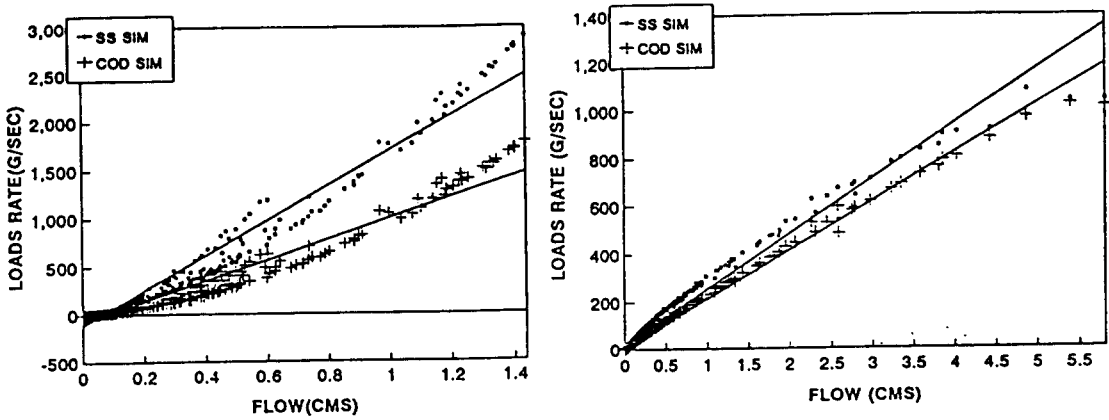 3,00
SS SIM
COD SIM
2,50
2,000
1,500
1,000
500
0
-500
LOADS RATE(G/SEC)
0 0.2 0.4 0.6 0.8 1 1.2 1.4
FLOW(CMS)
1,40
SS SIM
COD SIM
1,20
1,000
800
600
400
200
0
LOADS RATE (G/SEC)
0 0.5 1 1.5 2 2.5 3 3.5 4 4.5 5 5.5
FLOW (CMS)